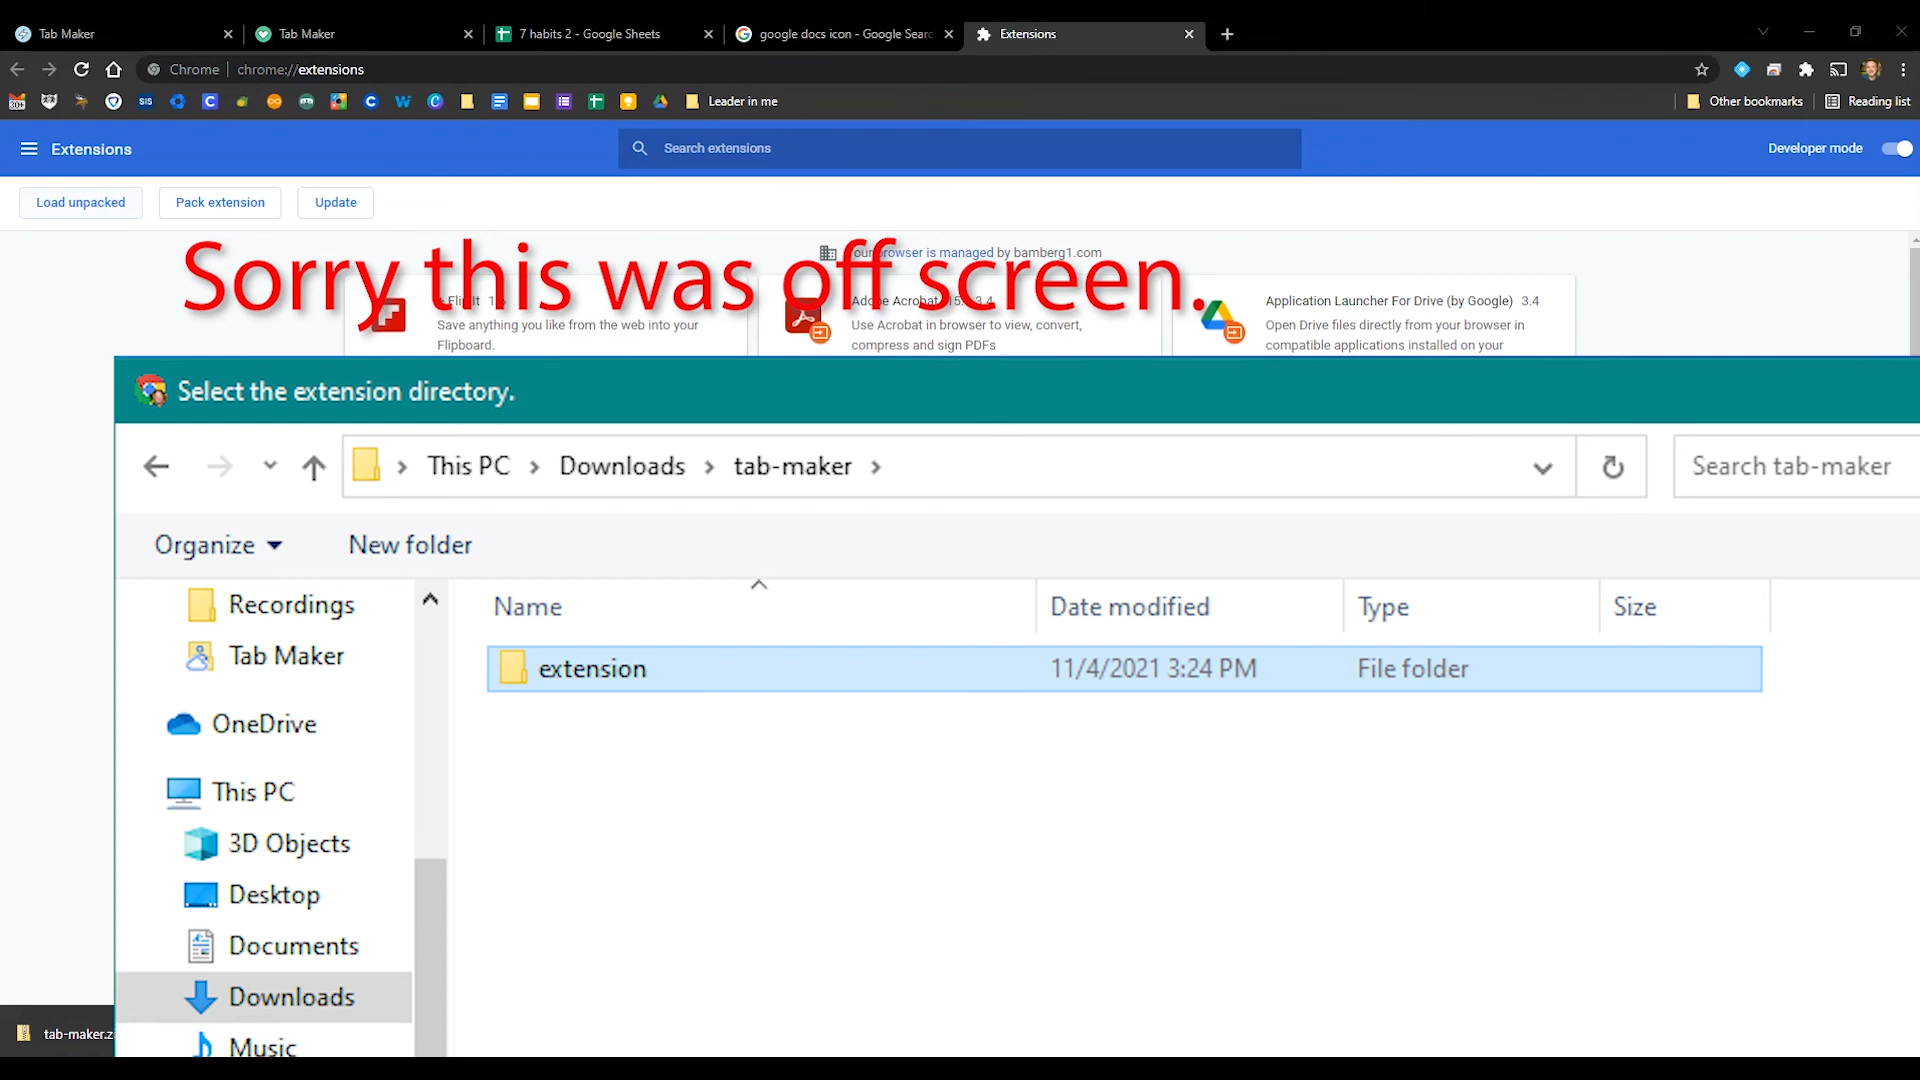 Tab Maker
Tab Maker
7 habits 2 - Google Sheets
google docs icon - Google Searc
Extensions
Chrome
chrome://extensions
30+
SIS
Leader in me
Other bookmarks
Reading list
Extensions
Search extensions
Developer mode
Load unpacked
Pack extension
Update
Sorry this was off screen.
our browser is managed by bamberg1.com
Save anything you like from the web into your
Flipboard.
Adobe Acrobat
Use Acrobat in browser to view, convert,
compress and sign PDFs
Application Launcher For Drive (by Google) 3.4
Open Drive files directly from your browser in
compatible applications installed on your
Select the extension directory.
This PC
Downloads
tab-maker
Search tab-maker
Organize
New folder
Recordings
Tab Maker
OneDrive
This PC
3D Objects
Desktop
Documents
Downloads
Music
Name
Date modified
Type
Size
extension
11/4/2021 3:24 PM
File folder
tab-maker.z